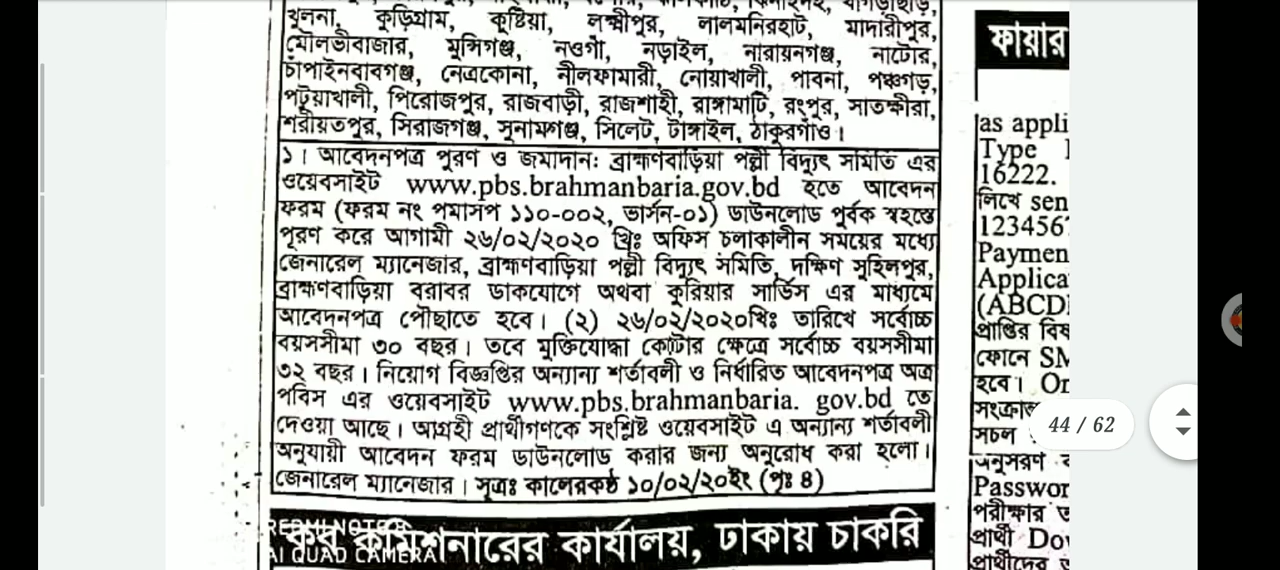 খুলনা, কুড়িগ্রাম, কুষ্টিয়া, লক্ষ্মীপুর, লালমনিরহাট, মাদারীপুর,
মৌলভীবাজার, মুন্সিগঞ্জ, নওগাঁ, নড়াইল, নারায়নগঞ্জ, নাটোর,
চাঁপাইনবাবগঞ্জ, নেত্রকোনা, নীলফামারী, নোয়াখালী, পাবনা, পঞ্চগড়,
পটুয়াখালী, পিরোজপুর, রাজবাড়ী, রাজশাহী, রাঙ্গামাটি, রংপুর, সাতক্ষীরা,
শরীয়তপুর, সিরাজগঞ্জ, সুনামগঞ্জ, সিলেট, টাঙ্গাইল, ঠাকুরগাঁও।
১। আবেদনপত্র পুরণ ও জমাদানঃ ব্রাহ্মণবাড়িয়া পল্লী বিদ্যুৎ সমিতি এর
ওয়েবসাইট www.pbs.brahmanbaria.gov.bd হতে আবেদন
ফরম (ফরম নং পমাসপ ১১০-০০২, ভার্সন-০১) ডাউনলোড পূর্বক স্বহস্তে
পূরণ করে আগামী ২৬/০২/২০২০ খ্রিঃ অফিস চলাকালীন সময়ের মধ্যে
জেনারেল ম্যানেজার, ব্রাহ্মণবাড়িয়া পল্লী বিদ্যুৎ সমিতি, দক্ষিণ সুহিলপুর,
ব্রাহ্মণবাড়িয়া বরাবর ডাকযোগে অথবা কুরিয়ার সার্ভিস এর মাধ্যমে
আবেদনপত্র পৌছাতে হবে। (২) ২৬/০২/২০২০খ্রিঃ তারিখে সর্বোচ্চ
বয়সসীমা ৩০ বছর। তবে মুক্তিযোদ্ধা কোটার ক্ষেত্রে সর্বোচ্চ বয়সসীমা
৩২ বছর। নিয়োগ বিজ্ঞপ্তির অন্যান্য শর্তাবলী ও নির্ধারিত আবেদনপত্র অত্র
পবিস এর ওয়েবসাইট www.pbs.brahmanbaria. gov.bd তে
দেওয়া আছে। আগ্রহী প্রার্থীগণকে সংশ্লিষ্ট ওয়েবসাইট এ অন্যান্য শর্তাবলী
অনুযায়ী আবেদন ফরম ডাউনলোড করার জন্য অনুরোধ করা হলো।
জেনারেল ম্যানেজার। সূত্রঃ কালেরকন্ঠ ১০/০২/২০ইং (পৃঃ ৪)
কর কমিশনারের কার্যালয়, ঢাকায় চাকরি
AI QUAD CAMERA
ফায়ার
as appli
Type
16222.
লিখে sen
123456
Paymen
Applica
(ABCD
প্রাপ্তির বিষ
ফোনে SM
হবে। On
সংক্রান্ত
সচল
অনুসরণ
Passwor
পরীক্ষার
প্রার্থী Dov
প্রার্থীদের
44 / 62